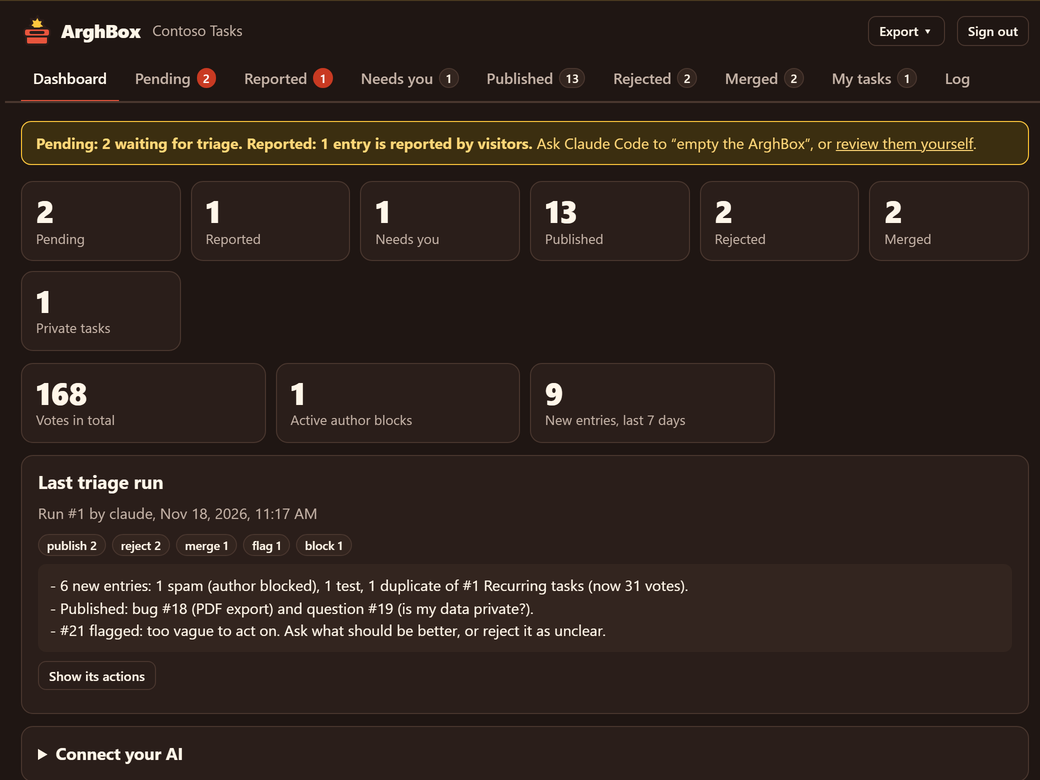 ArghBox Contoso Tasks
Export ▼ Sign out
Dashboard Pending 2 Reported 1 Needs you 1 Published 13 Rejected 2 Merged 2 My tasks 1 Log
Pending: 2 waiting for triage. Reported: 1 entry is reported by visitors. Ask Claude Code to “empty the ArghBox”, or review them yourself.
2
Pending
1
Reported
1
Needs you
13
Published
2
Rejected
2
Merged
1
Private tasks
168
Votes in total
1
Active author blocks
9
New entries, last 7 days
Last triage run
Run #1 by claude, Nov 18, 2026, 11:17 AM
publish 2 reject 2 merge 1 flag 1 block 1
- 6 new entries: 1 spam (author blocked), 1 test, 1 duplicate of #1 Recurring tasks (now 31 votes).
- Published: bug #18 (PDF export) and question #19 (is my data private?).
- #21 flagged: too vague to act on. Ask what should be better, or reject it as unclear.
Show its actions
▶ Connect your AI